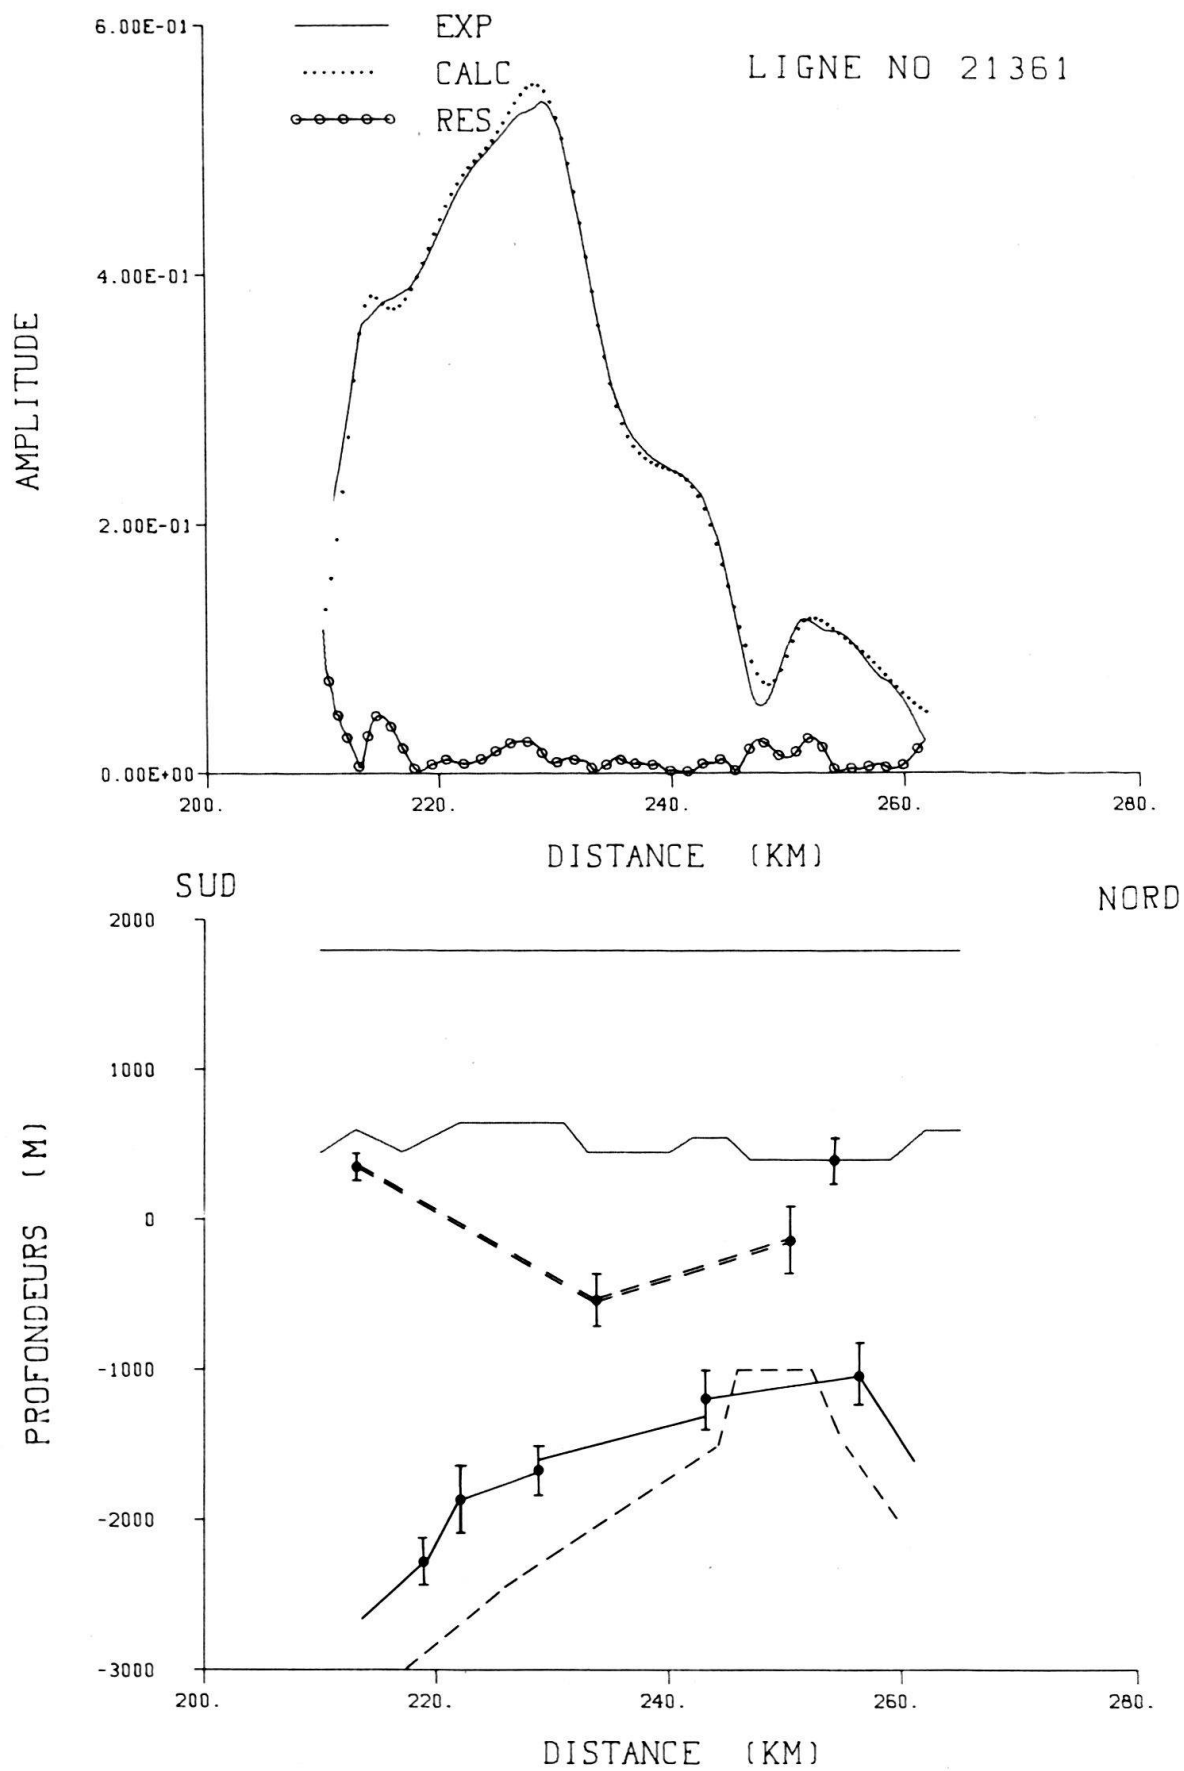 6.00E-01
EXP
CALC
RES
LIGNE NO 21361
4.00E-01
AMPLITUDE
2.00E-01
0.00E+00
200. 220. 240. 260. 280.
DISTANCE (KM)
SUD
NORD
2000
1000
PROFONDEURS (M)
0
-1000
-2000
-3000
200. 220. 240. 260. 280.
DISTANCE (KM)